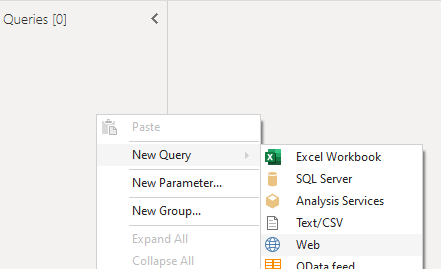 Queries [0]
Paste
New Query
New Parameter...
New Group...
Expand All
Collapse All
Excel Workbook
SQL Server
Analysis Services
Text/CSV
Web
OData feed